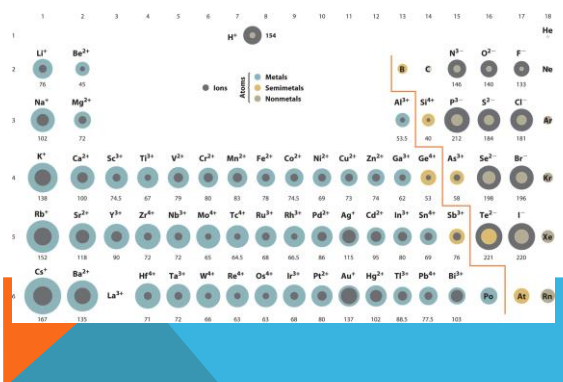 1 2 3 4 5 6 7 8 9 10 11 12 13 14 15 16 17 18
1 H⁺ 154 He
Li⁺ Be²⁺ N³⁻ O²⁻ F⁻
2 B C Ne
76 45 146 140 133
Ions
Atoms
Metals
Semimetals
Nonmetals
Na⁺ Mg²⁺ Al³⁺ Si⁴⁺ P³⁻ S²⁻ Cl⁻
3 Ar
102 72 53.5 40 212 184 181
K⁺ Ca²⁺ Sc³⁺ Ti³⁺ V²⁺ Cr²⁺ Mn²⁺ Fe²⁺ Co²⁺ Ni²⁺ Cu²⁺ Zn²⁺ Ga³⁺ Ge⁴⁺ As³⁺ Se²⁻ Br⁻
4 Kr
138 100 74.5 67 79 80 83 78 74.5 69 73 74 62 53 58 198 196
Rb⁺ Sr²⁺ Y³⁺ Zr⁴⁺ Nb³⁺ Mo⁴⁺ Tc⁴⁺ Ru³⁺ Rh³⁺ Pd²⁺ Ag⁺ Cd²⁺ In³⁺ Sn⁴⁺ Sb³⁺ Te²⁻ I⁻
5 Xe
152 118 90 72 72 65 64.5 68 66.5 86 115 95 80 69 76 221 220
Cs⁺ Ba²⁺ Hf⁴⁺ Ta³⁺ W⁴⁺ Re⁴⁺ Os⁴⁺ Ir³⁺ Pt²⁺ Au⁺ Hg²⁺ Tl³⁺ Pb⁴⁺ Bi³⁺
6 La³⁺ Po At Rn
167 135 71 72 66 63 63 68 80 137 102 88.5 77.5 103